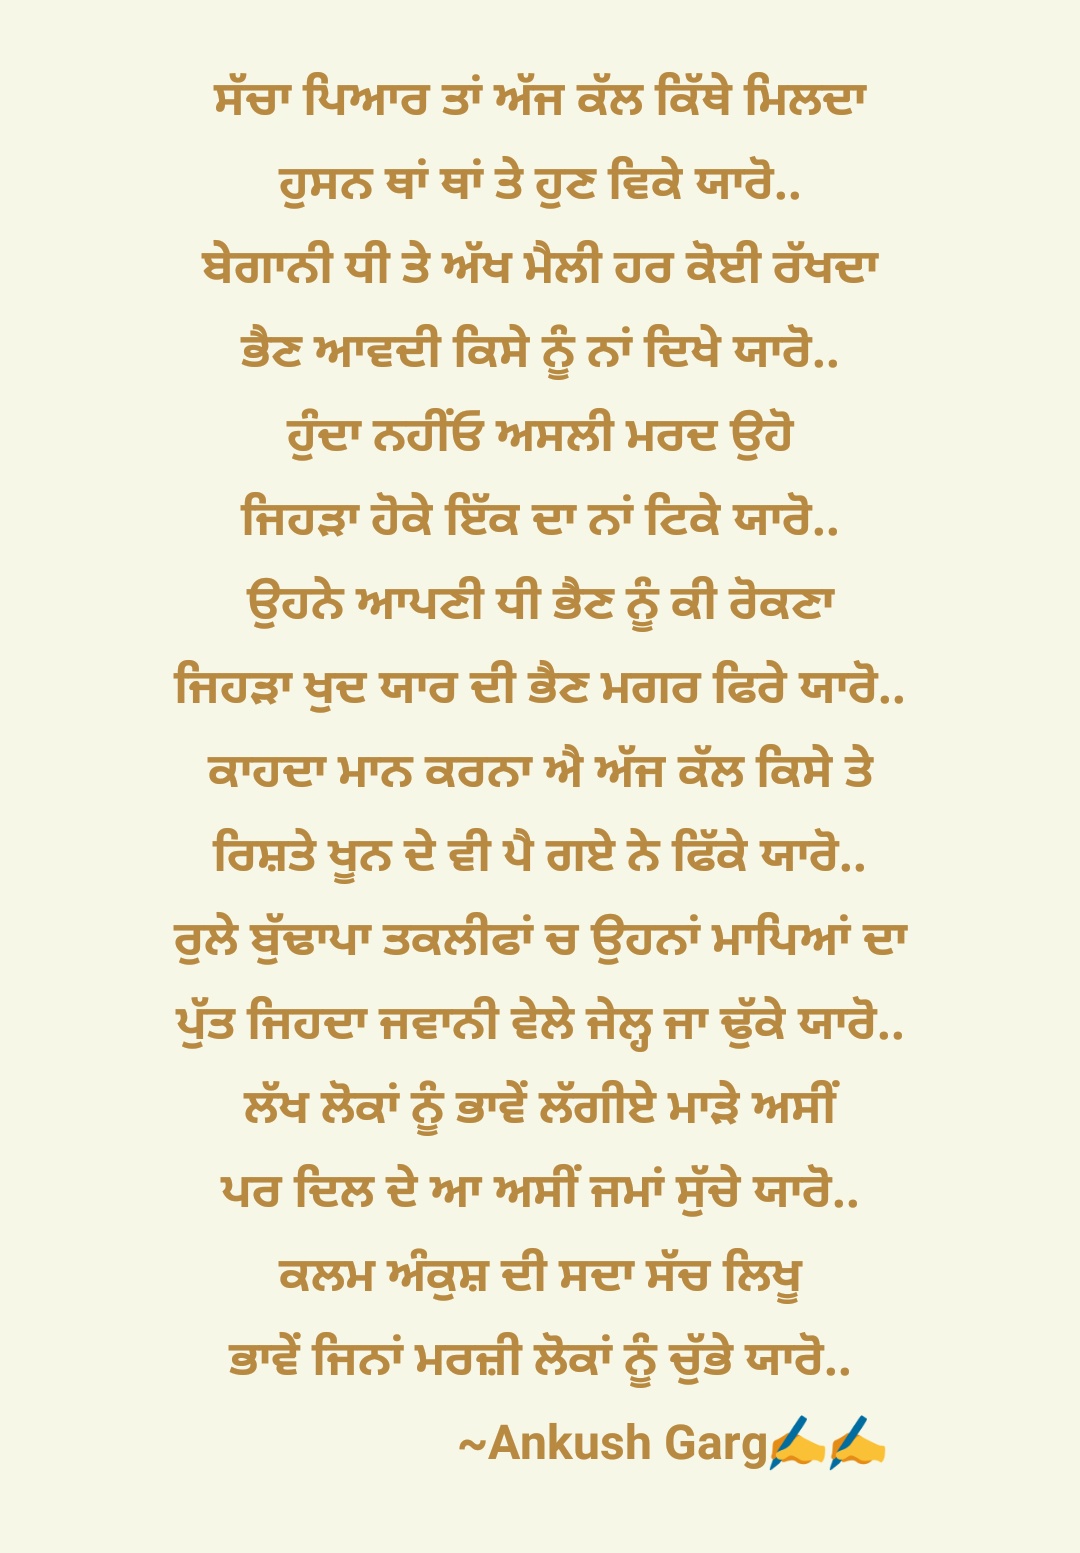 ਸੱਚਾ ਪਿਆਰ ਤਾਂ ਅੱਜ ਕੱਲ ਕਿੱਥੇ ਮਿਲਦਾ
ਹੁਸਨ ਥਾਂ ਥਾਂ ਤੇ ਹੁਣ ਵਿਕੇ ਯਾਰੋ..
ਬੇਗਾਨੀ ਧੀ ਤੇ ਅੱਖ ਮੈਲੀ ਹਰ ਕੋਈ ਰੱਖਦਾ
ਭੈਣ ਆਵਦੀ ਕਿਸੇ ਨੂੰ ਨਾਂ ਦਿਖੇ ਯਾਰੋ..
ਹੁੰਦਾ ਨਹੀਂਓ ਅਸਲੀ ਮਰਦ ਉਹੋ
ਜਿਹੜਾ ਹੋਕੇ ਇੱਕ ਦਾ ਨਾਂ ਟਿਕੇ ਯਾਰੋ..
ਉਹਨੇ ਆਪਣੀ ਧੀ ਭੈਣ ਨੂੰ ਕੀ ਰੋਕਣਾ
ਜਿਹੜਾ ਖੁਦ ਯਾਰ ਦੀ ਭੈਣ ਮਗਰ ਫਿਰੇ ਯਾਰੋ..
ਕਾਹਦਾ ਮਾਨ ਕਰਨਾ ਐ ਅੱਜ ਕੱਲ ਕਿਸੇ ਤੇ
ਰਿਸ਼ਤੇ ਖੂਨ ਦੇ ਵੀ ਪੈ ਗਏ ਨੇ ਫਿੱਕੇ ਯਾਰੋ..
ਰੁਲੇ ਬੁੱਢਾਪਾ ਤਕਲੀਫਾਂ ਚ ਉਹਨਾਂ ਮਾਪਿਆਂ ਦਾ
ਪੁੱਤ ਜਿਹਦਾ ਜਵਾਨੀ ਵੇਲੇ ਜੇਲ੍ਹ ਜਾ ਢੁੱਕੇ ਯਾਰੋ..
ਲੱਖ ਲੋਕਾਂ ਨੂੰ ਭਾਵੇਂ ਲੱਗੀਏ ਮਾੜੇ ਅਸੀਂ
ਪਰ ਦਿਲ ਦੇ ਆ ਅਸੀਂ ਜਮਾਂ ਸੁੱਚੇ ਯਾਰੋ..
ਕਲਮ ਅੰਕੁਸ਼ ਦੀ ਸਦਾ ਸੱਚ ਲਿਖੂ
ਭਾਵੇਂ ਜਿਨਾਂ ਮਰਜ਼ੀ ਲੋਕਾਂ ਨੂੰ ਚੁੱਭੇ ਯਾਰੋ..
~Ankush Garg✍️✍️